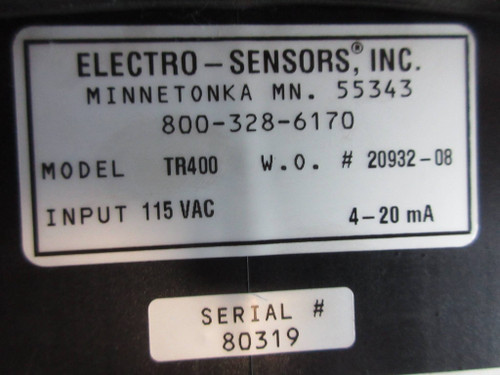 ELECTRO-SENSORS®, INC.
MINNETONKA MN. 55343
800-328-6170
MODEL TR400 W.O. # 20932-08
INPUT 115 VAC 4-20 mA
SERIAL #
80319